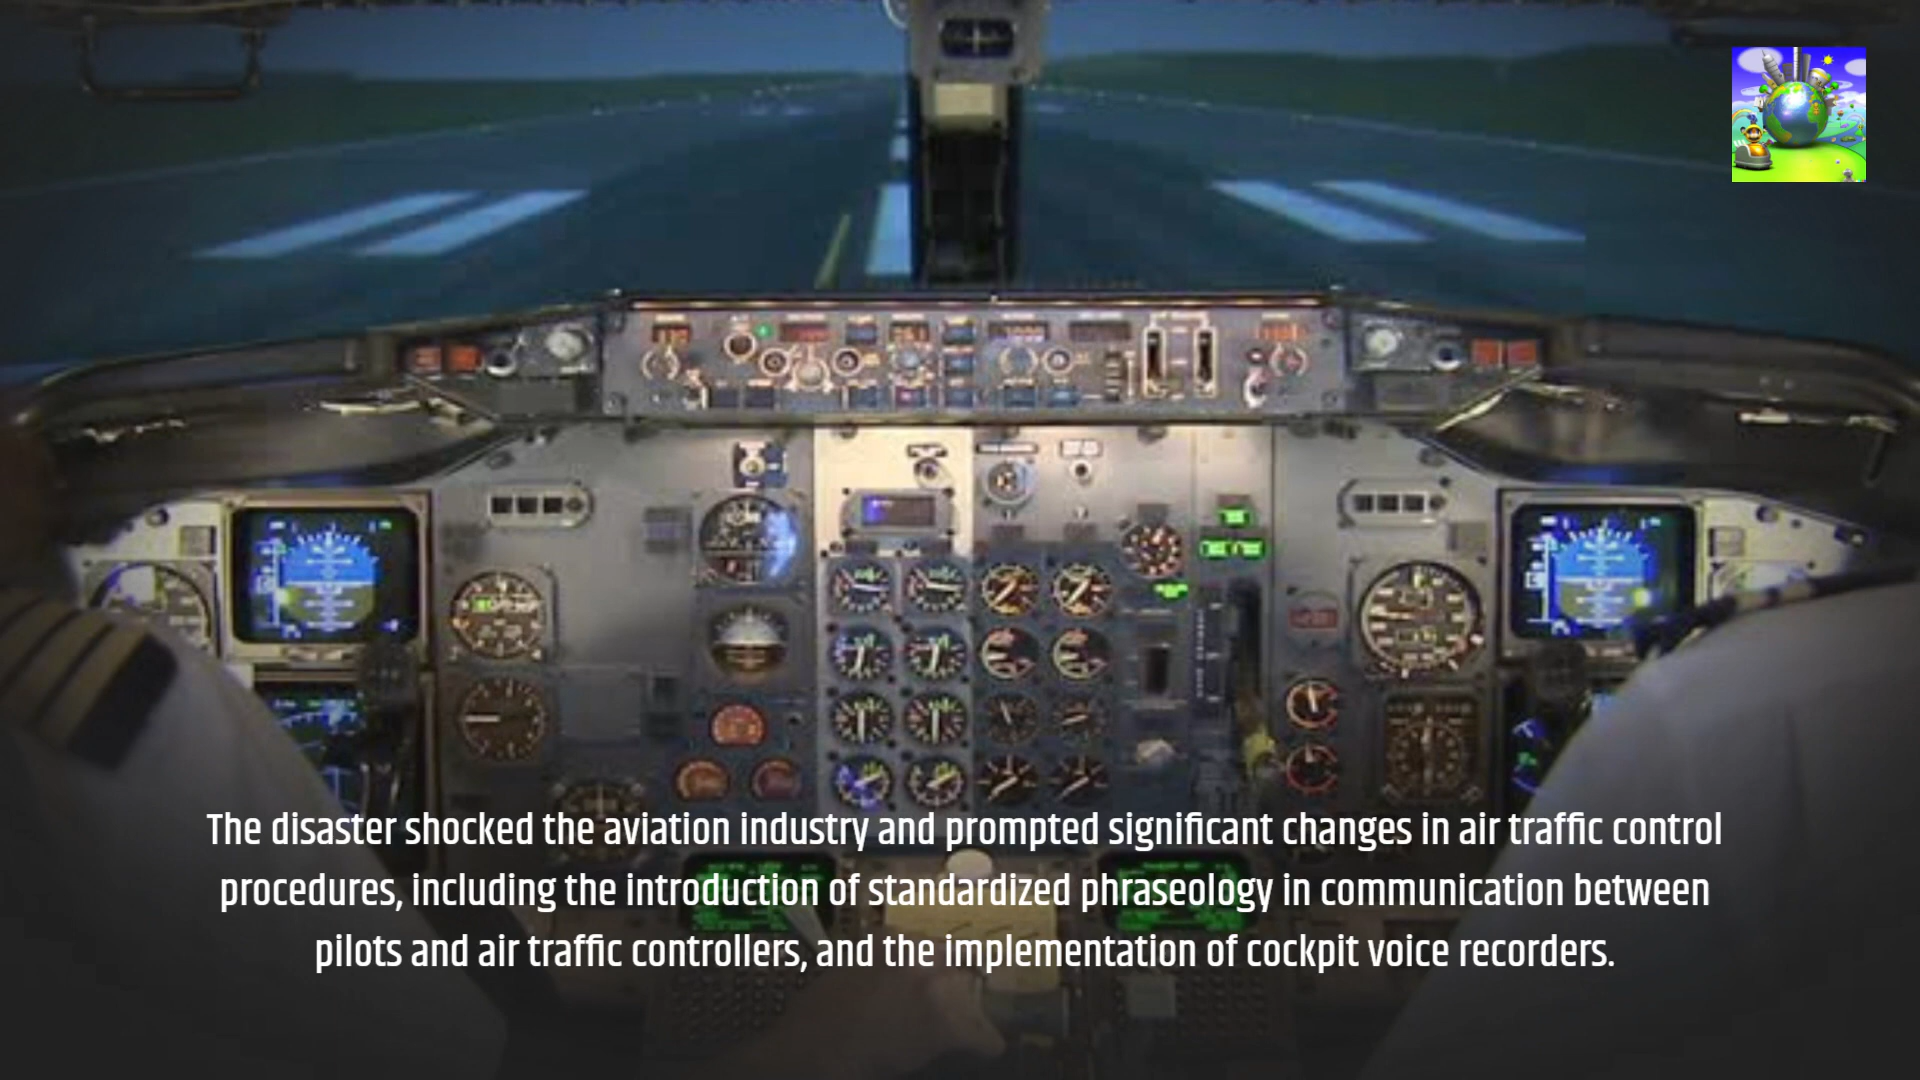 The disaster shocked the aviation industry and prompted significant changes in air traffic control
procedures, including the introduction of standardized phraseology in communication between
pilots and air traffic controllers, and the implementation of cockpit voice recorders.